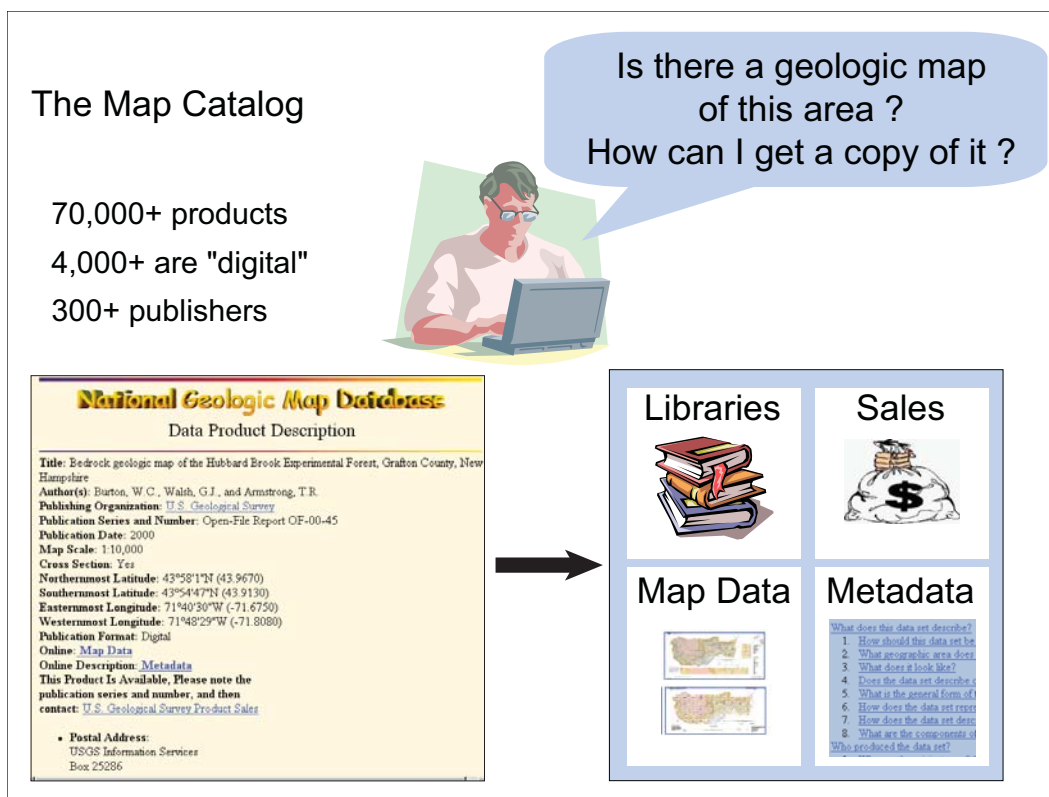 The Map Catalog
Is there a geologic map
of this area ?
How can I get a copy of it ?
70,000+ products
4,000+ are "digital"
300+ publishers
National Geologic Map Database
Data Product Description
Title: Bedrock geologic map of the Hubbard Brook Experimental Forest, Grafton County, New
Hampshire
Author(s): Burton, W.C., Walsh, G.J., and Armstrong, T.R.
Publishing Organization: U.S. Geological Survey
Publication Series and Number: Open-File Report OF-00-45
Publication Date: 2000
Map Scale: 1:10,000
Cross Section: Yes
Northernmost Latitude: 43°58'1"N (43.9670)
Southernmost Latitude: 43°54'47"N (43.9130)
Easternmost Longitude: 71°40'30"W (-71.6750)
Westernmost Longitude: 71°48'29"W (-71.8080)
Publication Format: Digital
Online: Map Data
Online Description: Metadata
This Product Is Available, Please note the
publication series and number, and then
contact: U.S. Geological Survey Product Sales
• Postal Address:
USGS Information Services
Box 25286
Libraries
Sales
$
Map Data
Metadata
What does this data set describe?
1. How should this data set be
2. What geographic area does
3. What does it look like?
4. Does the data set describe
5. What is the general form of
6. How does the data set repre
7. How does the data set desc
8. What are the components of
Who produced the data set?